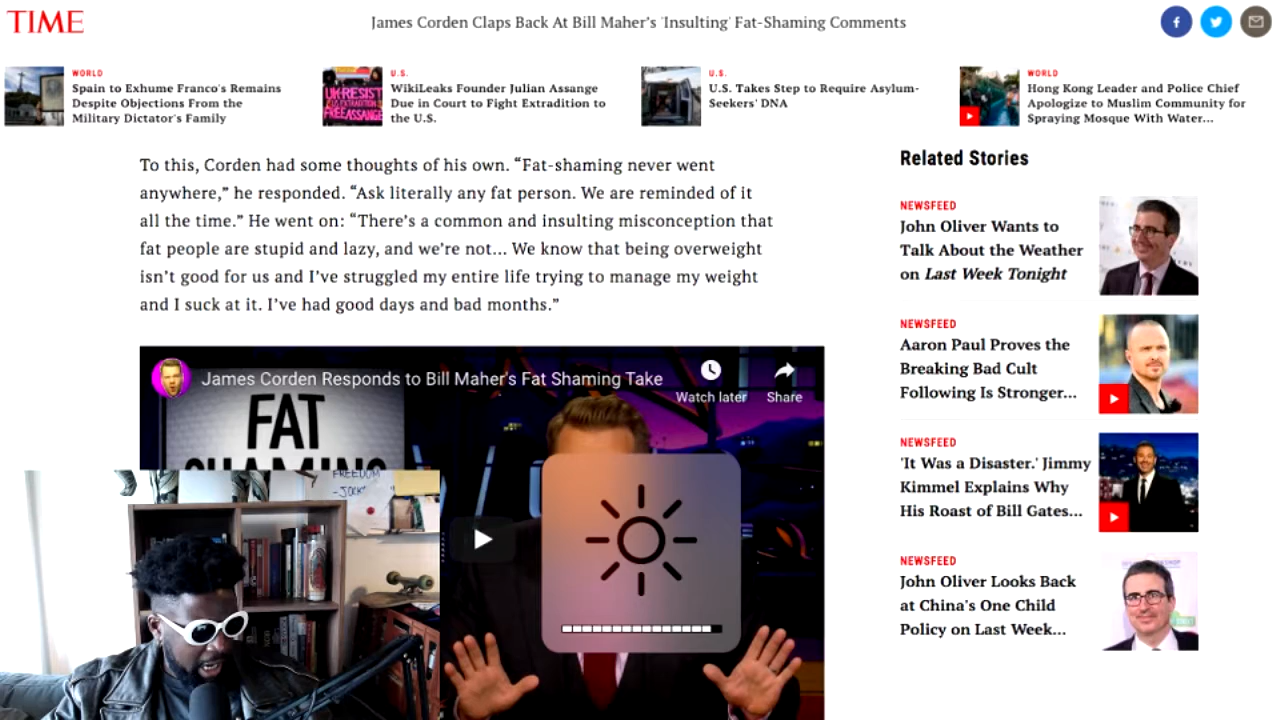 TIME
James Corden Claps Back At Bill Maher's 'Insulting' Fat-Shaming Comments
WORLD
Spain to Exhume Franco's Remains
Despite Objections From the
Military Dictator's Family
U.S.
WikiLeaks Founder Julian Assange
Due in Court to Fight Extradition to
the U.S.
U.S.
U.S. Takes Step to Require Asylum-
Seekers' DNA
WORLD
Hong Kong Leader and Police Chief
Apologize to Muslim Community for
Spraying Mosque With Water...
To this, Corden had some thoughts of his own. “Fat-shaming never went
anywhere,” he responded. “Ask literally any fat person. We are reminded of it
all the time.” He went on: “There's a common and insulting misconception that
fat people are stupid and lazy, and we're not... We know that being overweight
isn't good for us and I've struggled my entire life trying to manage my weight
and I suck at it. I've had good days and bad months.”
James Corden Responds to Bill Maher's Fat Shaming Take
Watch later
Share
FAT
SHAMING
FREEDOM
Related Stories
NEWSFEED
John Oliver Wants to
Talk About the Weather
on Last Week Tonight
NEWSFEED
Aaron Paul Proves the
Breaking Bad Cult
Following Is Stronger...
NEWSFEED
'It Was a Disaster.' Jimmy
Kimmel Explains Why
His Roast of Bill Gates...
NEWSFEED
John Oliver Looks Back
at China's One Child
Policy on Last Week...